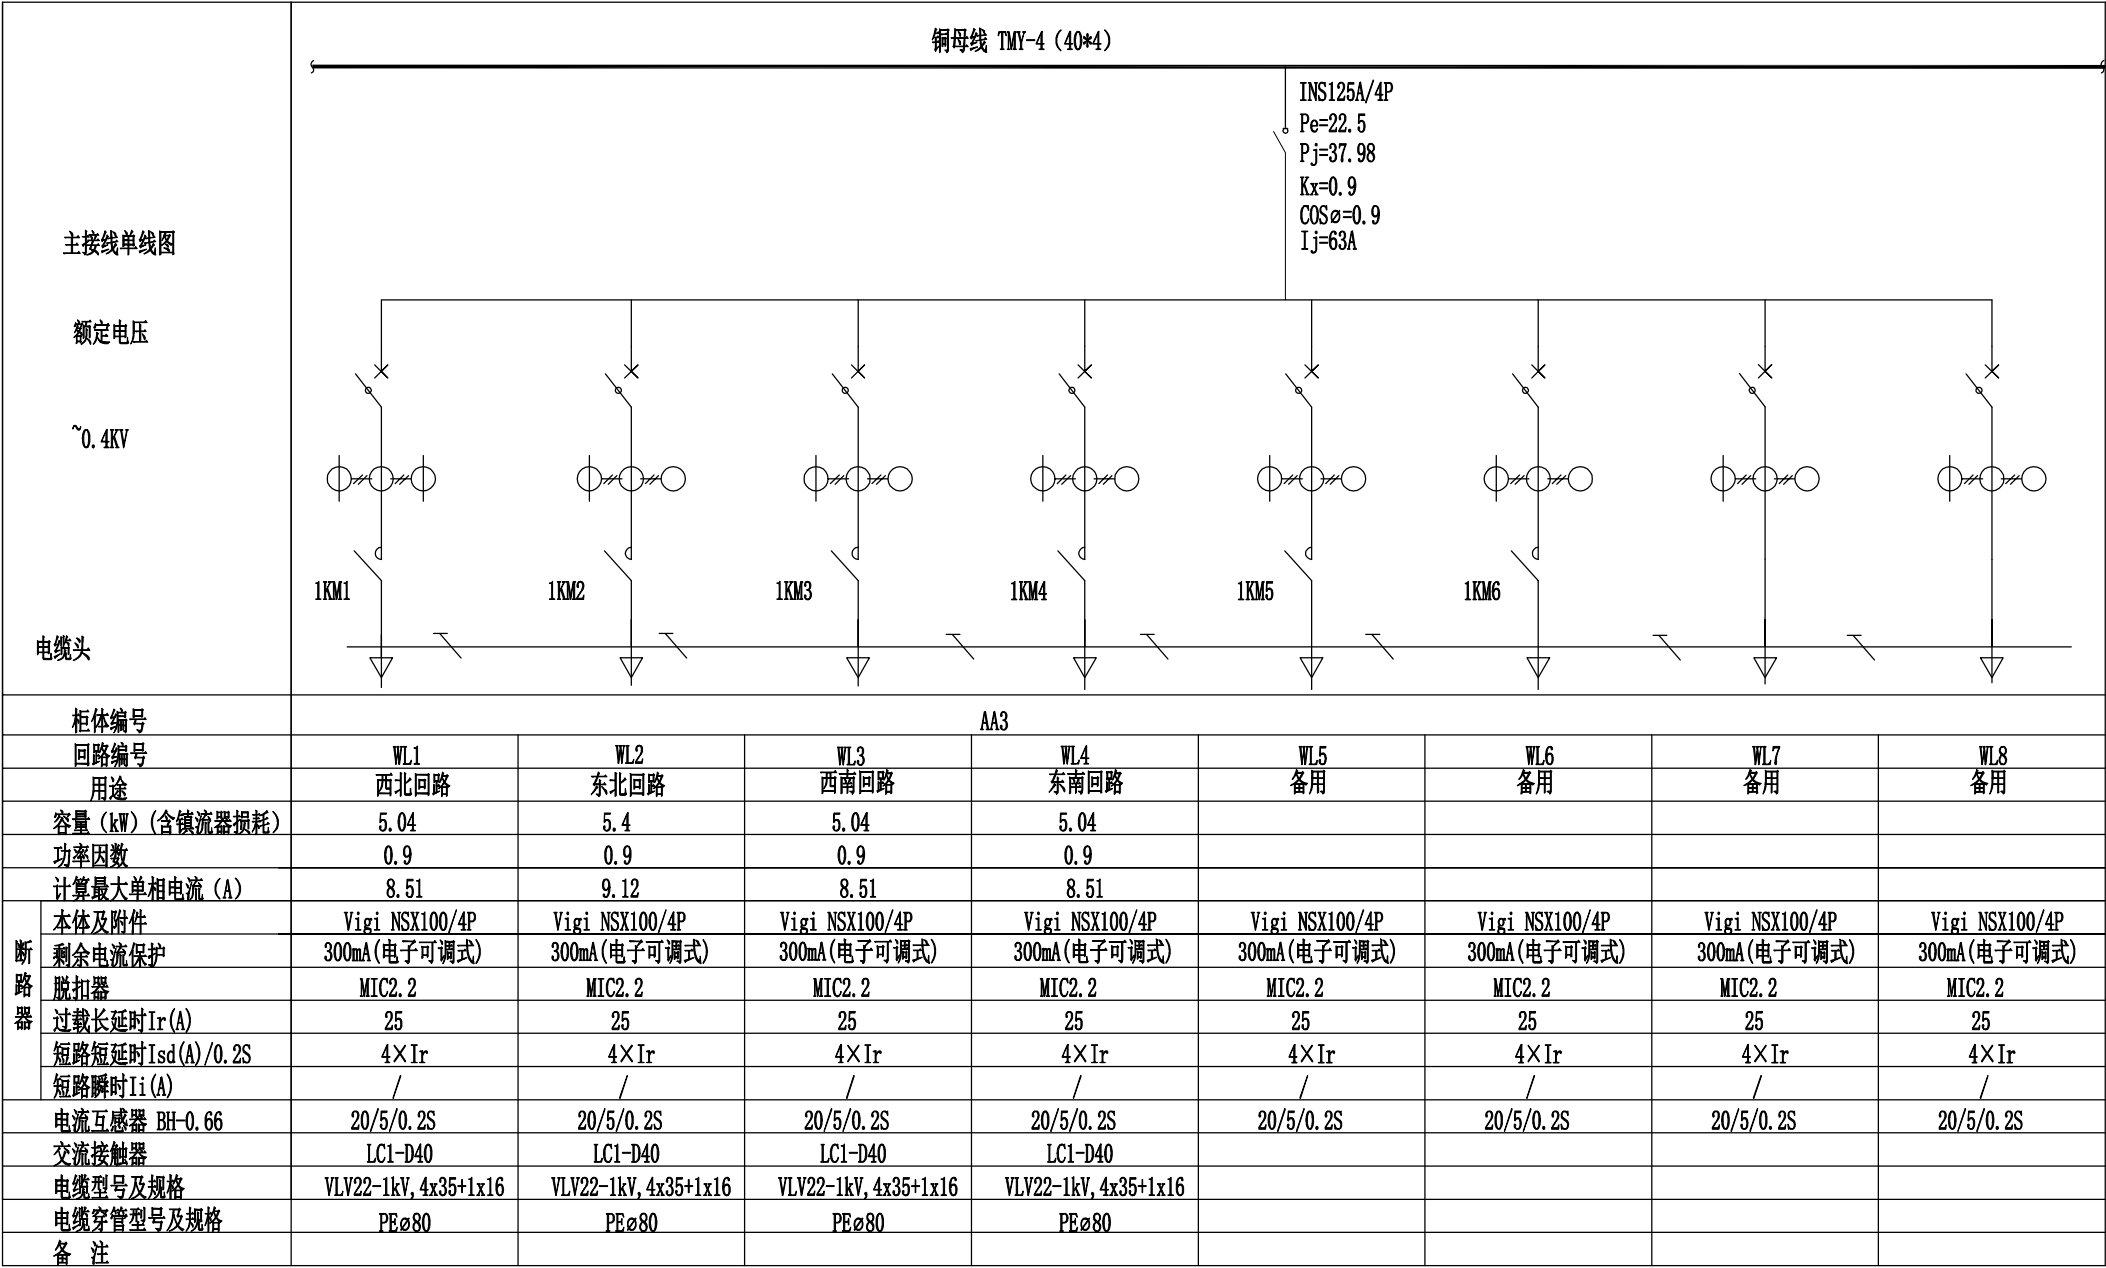 铜母线 TMY-4（40*4）
INS125A/4P
Pe=22.5
Pj=37.98
Kx=0.9
COSø=0.9
Ij=63A
主接线单线图
额定电压
~0.4KV
1KM1 1KM2 1KM3 1KM4 1KM5 1KM6
电缆头
柜体编号 AA3
回路编号 WL1 WL2 WL3 WL4 WL5 WL6 WL7 WL8
用途 西北回路 东北回路 西南回路 东南回路 备用 备用 备用 备用
容量（kW）(含镇流器损耗） 5.04 5.4 5.04 5.04
功率因数 0.9 0.9 0.9 0.9
计算最大单相电流（A） 8.51 9.12 8.51 8.51
断路器
本体及附件 Vigi NSX100/4P Vigi NSX100/4P Vigi NSX100/4P Vigi NSX100/4P Vigi NSX100/4P Vigi NSX100/4P Vigi NSX100/4P Vigi NSX100/4P
剩余电流保护 300mA(电子可调式) 300mA(电子可调式) 300mA(电子可调式) 300mA(电子可调式) 300mA(电子可调式) 300mA(电子可调式) 300mA(电子可调式) 300mA(电子可调式)
脱扣器 MIC2.2 MIC2.2 MIC2.2 MIC2.2 MIC2.2 MIC2.2 MIC2.2 MIC2.2
过载长延时Ir(A) 25 25 25 25 25 25 25 25
短路短延时Isd(A)/0.2S 4×Ir 4×Ir 4×Ir 4×Ir 4×Ir 4×Ir 4×Ir 4×Ir
短路瞬时Ii(A) / / / / / / / /
电流互感器 BH-0.66 20/5/0.2S 20/5/0.2S 20/5/0.2S 20/5/0.2S 20/5/0.2S 20/5/0.2S 20/5/0.2S 20/5/0.2S
交流接触器 LC1-D40 LC1-D40 LC1-D40 LC1-D40
电缆型号及规格 VLV22-1kV,4x35+1x16 VLV22-1kV,4x35+1x16 VLV22-1kV,4x35+1x16 VLV22-1kV,4x35+1x16
电缆穿管型号及规格 PEø80 PEø80 PEø80 PEø80
备 注